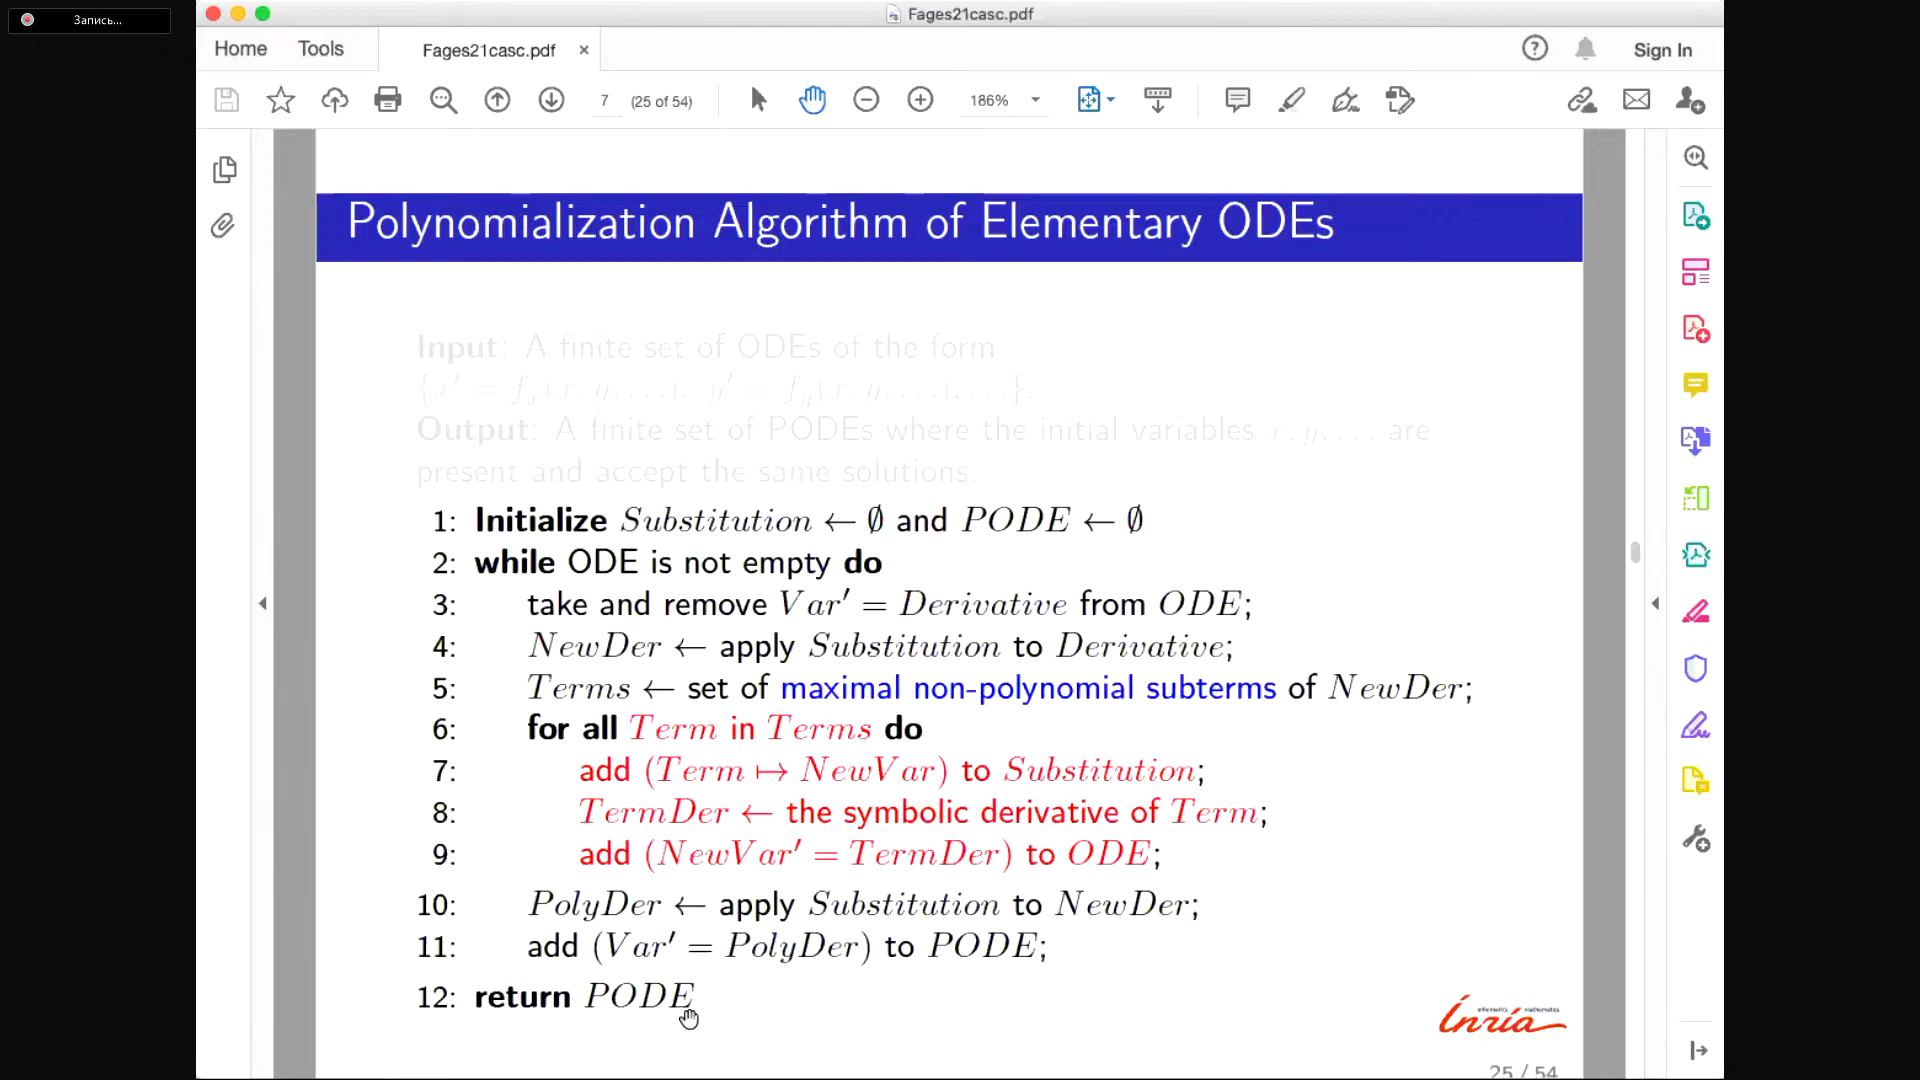 Запись...
Fages21casc.pdf
Home Tools Fages21casc.pdf × Sign In
7 (25 of 54) 186%
Polynomialization Algorithm of Elementary ODEs
Input: A finite set of ODEs of the form
{x′ = fₓ(x, y, . . .), y′ = f_y(x, y, . . .), . . .}.
Output: A finite set of PODEs where the initial variables x, y, . . . are
present and accept the same solutions.
1: Initialize Substitution ← ∅ and PODE ← ∅
2: while ODE is not empty do
3: take and remove Var′ = Derivative from ODE;
4: NewDer ← apply Substitution to Derivative;
5: Terms ← set of maximal non-polynomial subterms of NewDer;
6: for all Term in Terms do
7: add (Term ↦ NewVar) to Substitution;
8: TermDer ← the symbolic derivative of Term;
9: add (NewVar′ = TermDer) to ODE;
10: PolyDer ← apply Substitution to NewDer;
11: add (Var′ = PolyDer) to PODE;
12: return PODE
Inria
25 / 54